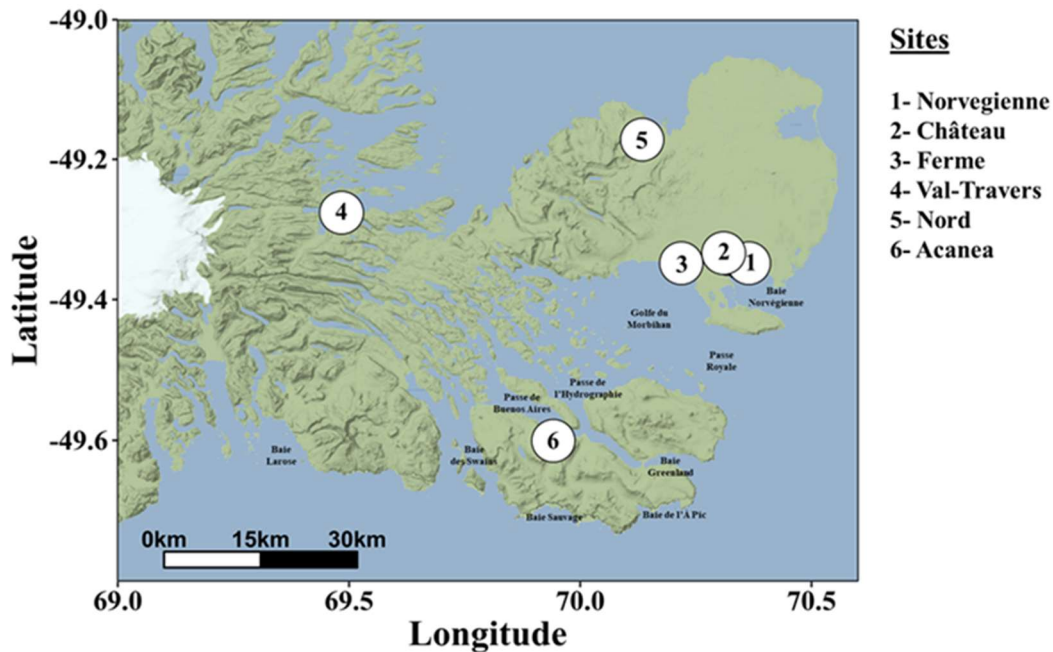 -49.0
-49.2
-49.4
-49.6
Latitude
69.0
69.5
70.0
70.5
Longitude
0km
15km
30km
5
4
3
2
1
6
Baie
Norvégienne
Golfe du
Morbihan
Passe
Royale
Passe de
l'Hydrographie
Passe de
Buenos Aires
Baie
Larose
Baie
des Swains
Baie
Greenland
Baie Sauvage
Baie de l'À Pic
Sites
1- Norvegienne
2- Château
3- Ferme
4- Val-Travers
5- Nord
6- Acanea